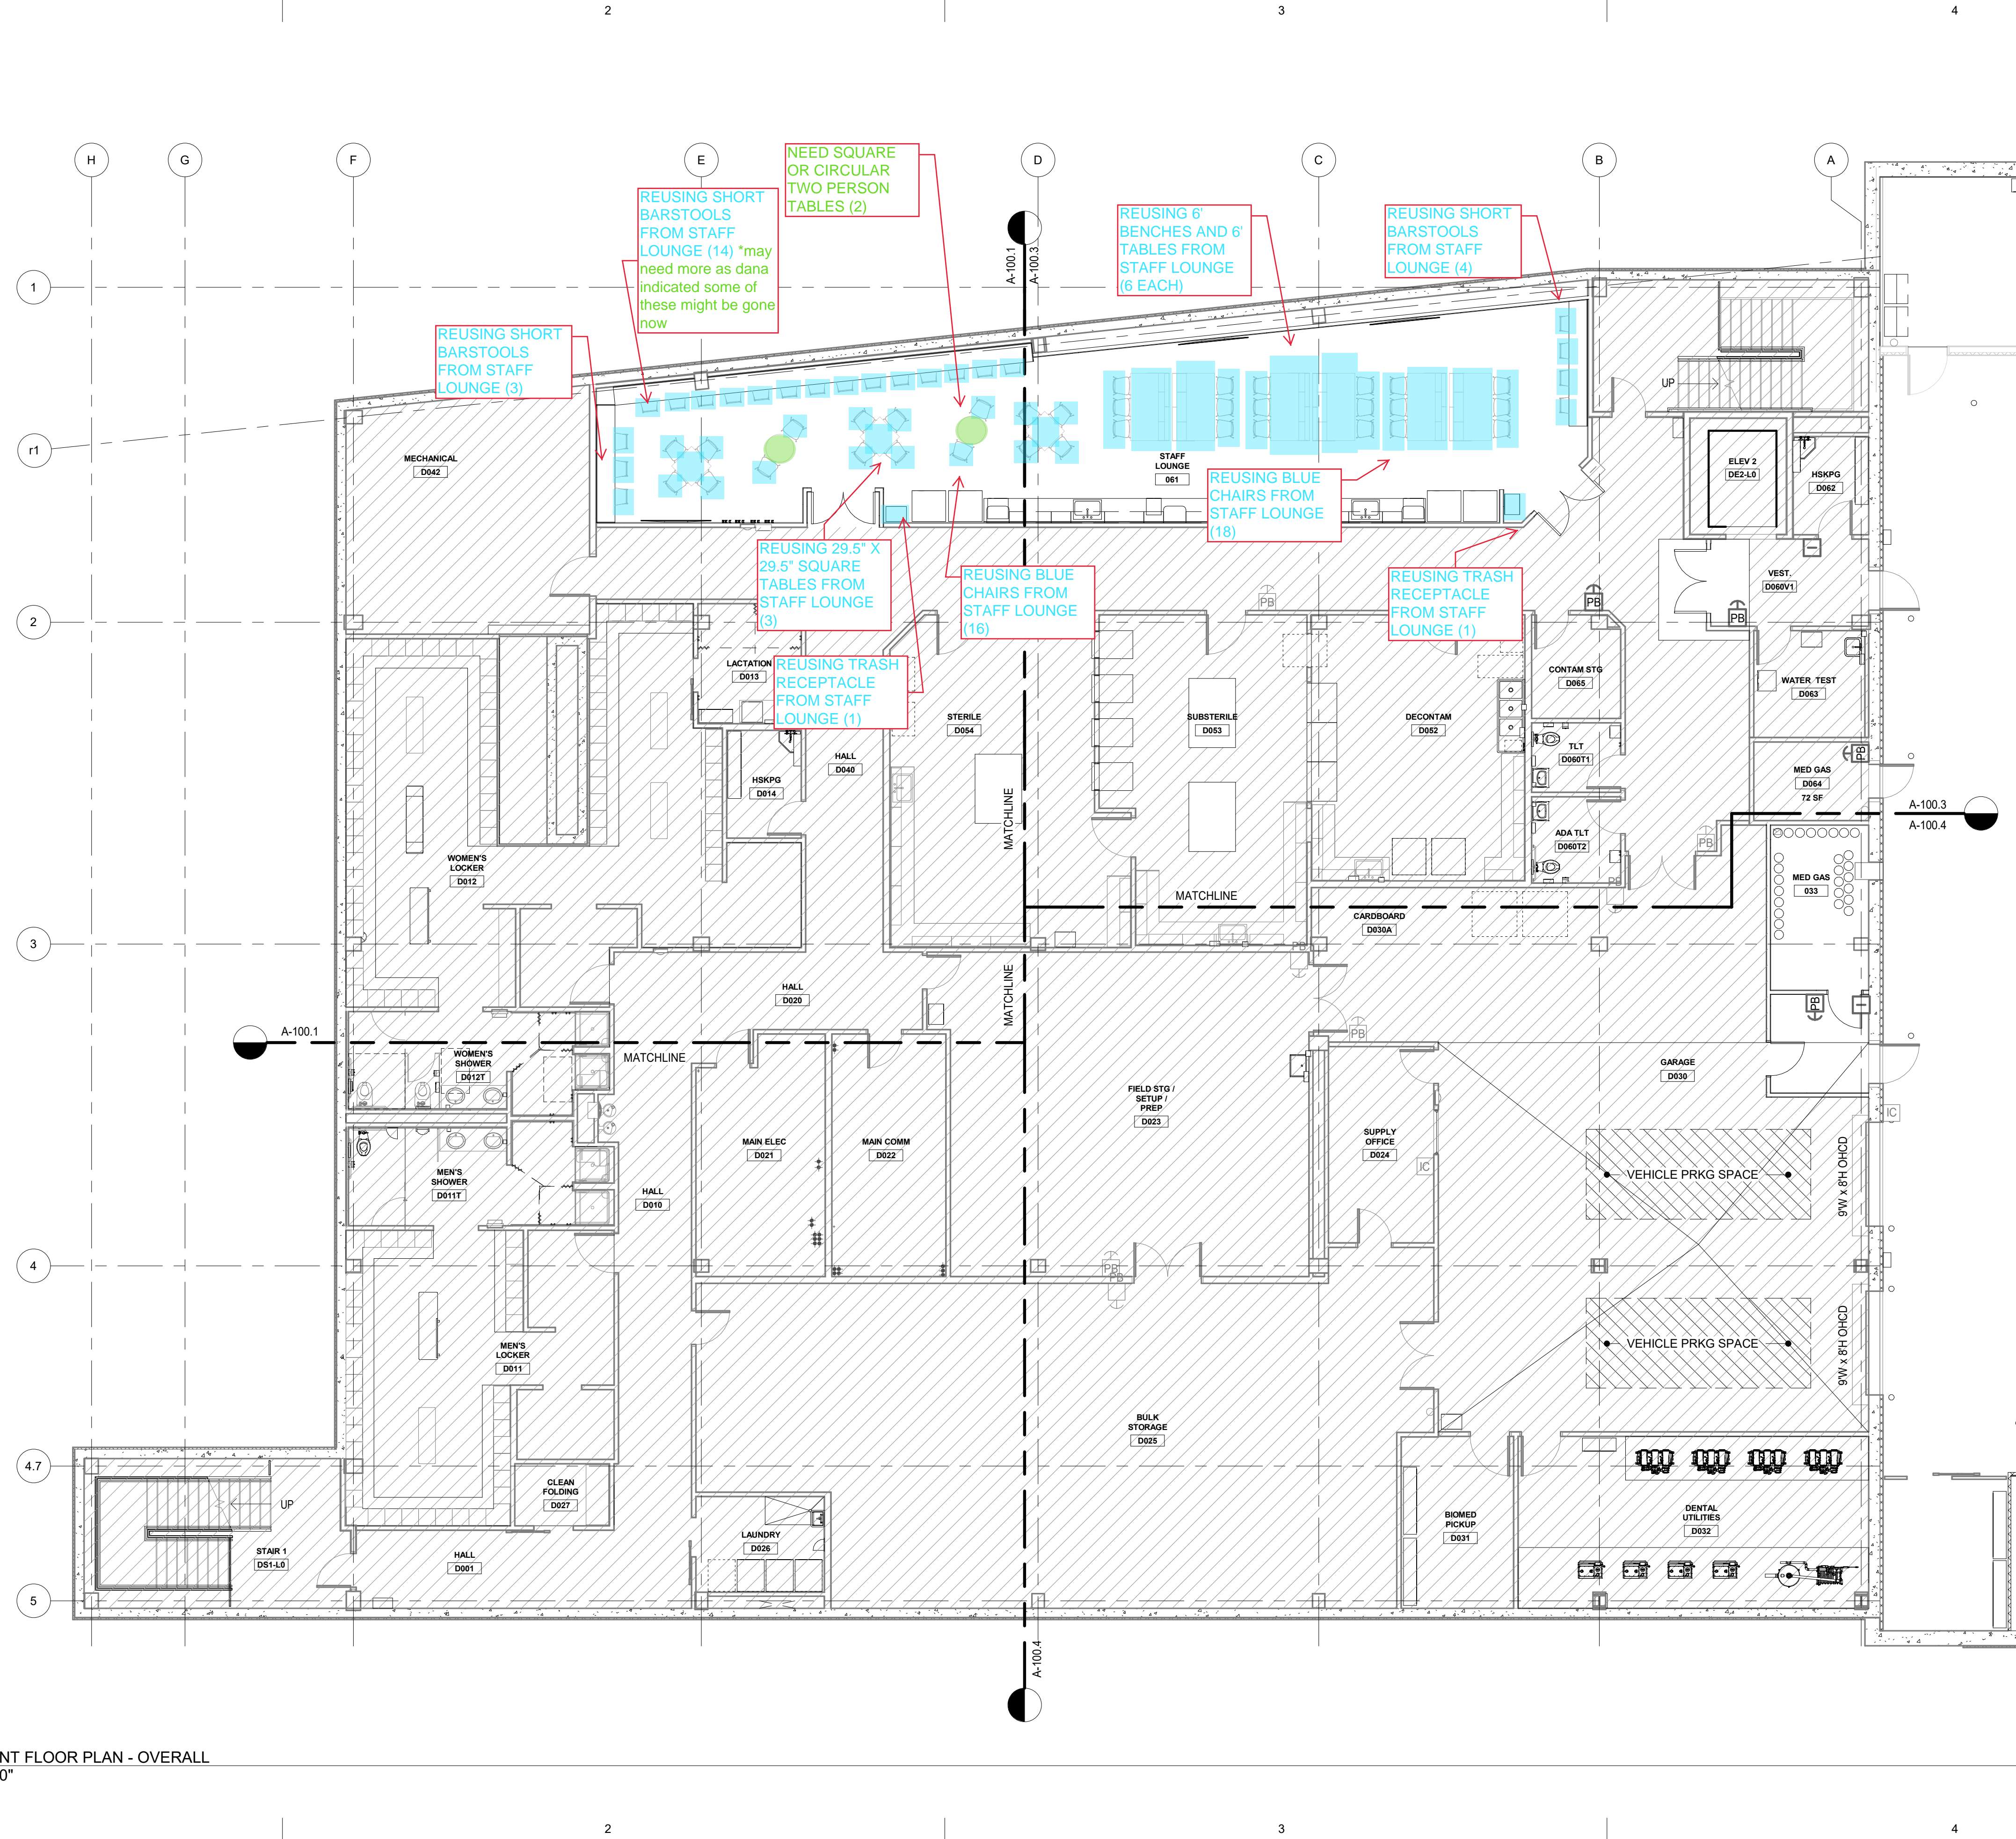 2
3
4
H
G
F
E
D
C
B
A
NEED SQUARE
OR CIRCULAR
TWO PERSON
TABLES (2)
REUSING SHORT
BARSTOOLS
FROM STAFF
LOUNGE (14) *may
need more as dana
indicated some of
these might be gone
now
REUSING 6'
BENCHES AND 6'
TABLES FROM
STAFF LOUNGE
(6 EACH)
REUSING SHORT
BARSTOOLS
FROM STAFF
LOUNGE (4)
A-100.1
A-100.3
1
REUSING SHORT
BARSTOOLS
FROM STAFF
LOUNGE (3)
UP
r1
MECHANICAL
D042
STAFF
LOUNGE
061
ELEV 2
DE2-L0
HSKPG
D062
REUSING BLUE
CHAIRS FROM
STAFF LOUNGE
(18)
REUSING 29.5" X
29.5" SQUARE
TABLES FROM
STAFF LOUNGE
(3)
REUSING BLUE
CHAIRS FROM
STAFF LOUNGE
(16)
REUSING TRASH
RECEPTACLE
FROM STAFF
LOUNGE (1)
VEST.
D060V1
PB
PB
PB
2
LACTATION
D013
REUSING TRASH
RECEPTACLE
FROM STAFF
LOUNGE (1)
CONTAM STG
D065
WATER TEST
D063
STERILE
D054
SUBSTERILE
D053
DECONTAM
D052
TLT
D060T1
HALL
D040
HSKPG
D014
PB
MED GAS
D064
72 SF
MATCHLINE
A-100.3
A-100.4
ADA TLT
D060T2
PB
PB
WOMEN'S
LOCKER
D012
MED GAS
033
MATCHLINE
CARDBOARD
D030A
3
PB
HALL
D020
MATCHLINE
PB
PB
A-100.1
MATCHLINE
WOMEN'S
SHOWER
D012T
GARAGE
D030
FIELD STG /
SETUP /
PREP
D023
IC
MAIN ELEC
D021
MAIN COMM
D022
SUPPLY
OFFICE
D024
IC
MEN'S
SHOWER
D011T
VEHICLE PRKG SPACE
9'W x 8'H OHCD
HALL
D010
4
PB
PB
VEHICLE PRKG SPACE
9'W x 8'H OHCD
MEN'S
LOCKER
D011
BULK
STORAGE
D025
4.7
CLEAN
FOLDING
D027
UP
DENTAL
UTILITIES
D032
BIOMED
PICKUP
D031
LAUNDRY
D026
STAIR 1
DS1-L0
HALL
D001
5
A-100.4
NT FLOOR PLAN - OVERALL
0"
2
3
4